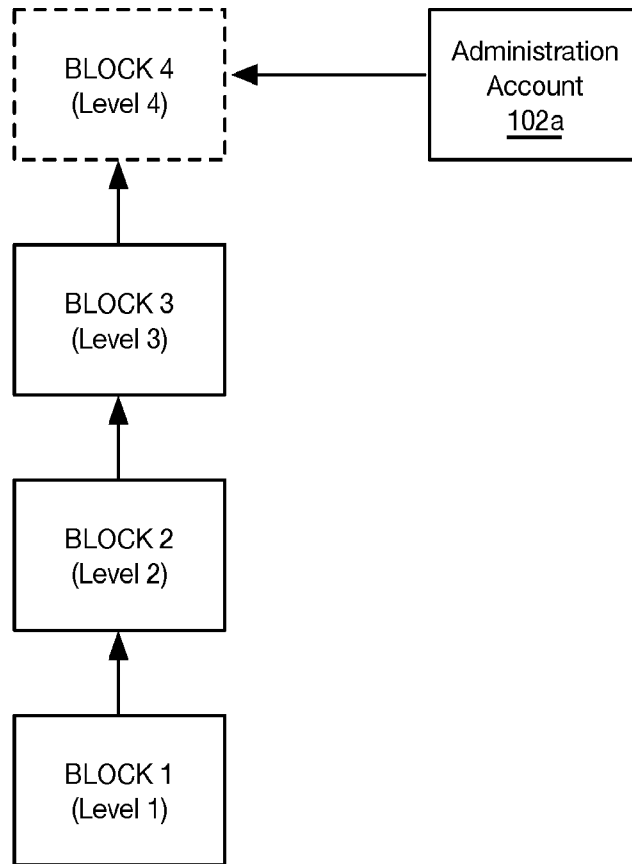 BLOCK 4
(Level 4)
Administration
Account
102a
BLOCK 3
(Level 3)
BLOCK 2
(Level 2)
BLOCK 1
(Level 1)